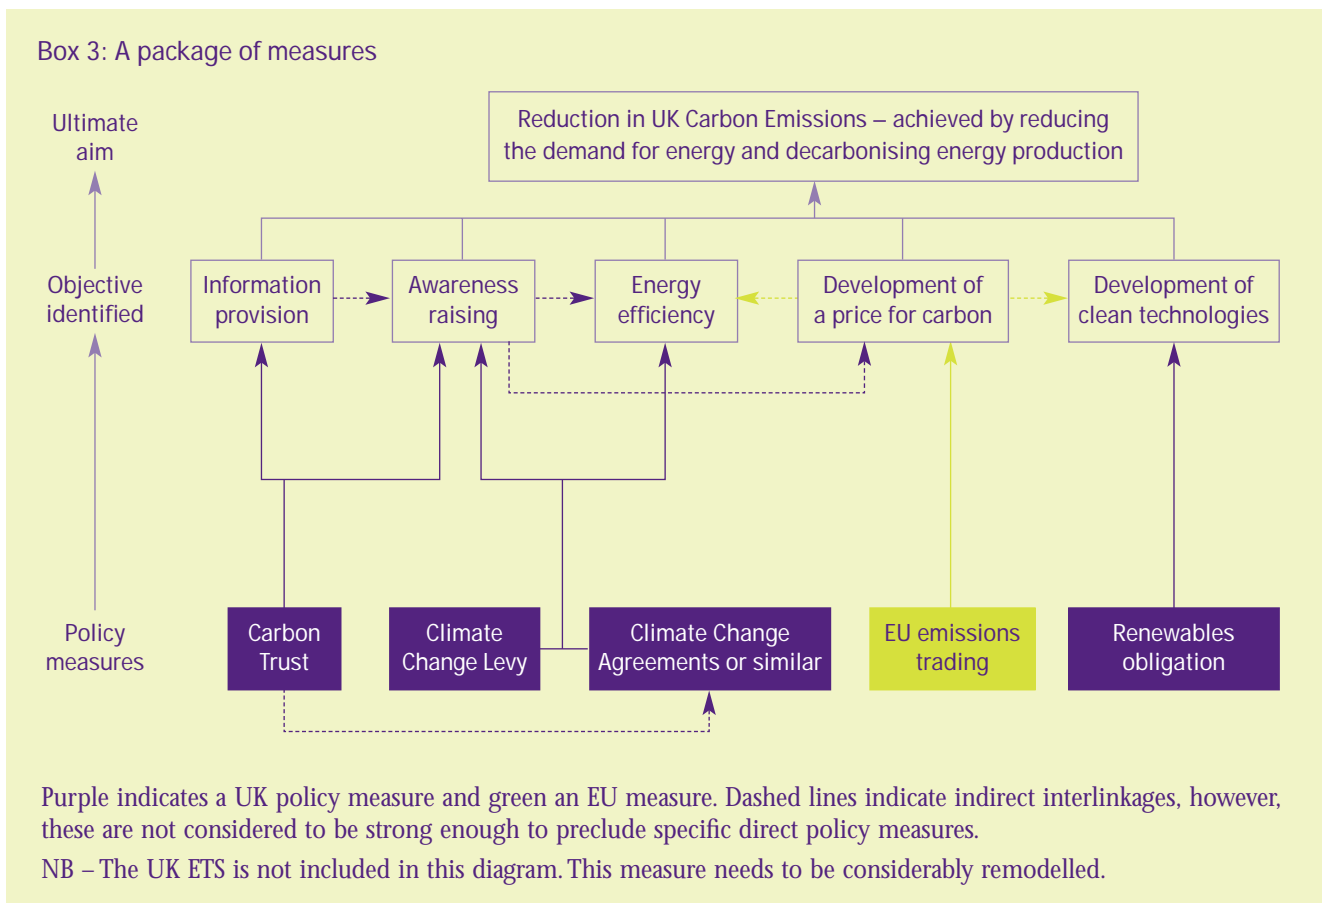 Box 3: A package of measures
Ultimate
aim
Reduction in UK Carbon Emissions – achieved by reducing
the demand for energy and decarbonising energy production
Objective
identified
Information
provision
Awareness
raising
Energy
efficiency
Development of
a price for carbon
Development of
clean technologies
Policy
measures
Carbon
Trust
Climate
Change Levy
Climate Change
Agreements or similar
EU emissions
trading
Renewables
obligation
Purple indicates a UK policy measure and green an EU measure. Dashed lines indicate indirect interlinkages, however,
these are not considered to be strong enough to preclude specific direct policy measures.
NB – The UK ETS is not included in this diagram. This measure needs to be considerably remodelled.